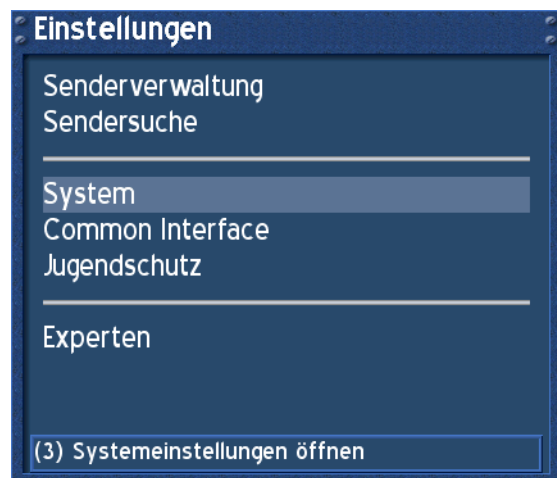 Einstellungen
Senderverwaltung
Sendersuche
System
Common Interface
Jugendschutz
Experten
(3) Systemeinstellungen öffnen